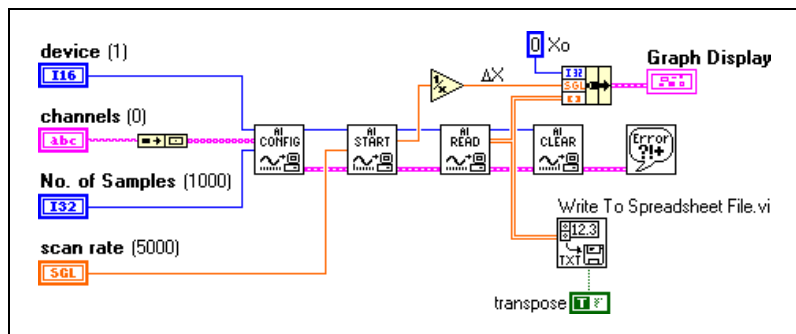 device (1)
I16
channels (0)
abc
No. of Samples (1000)
I32
scan rate (5000)
SGL
AI
CONFIG
AI
START
AI
READ
AI
CLEAR
1/x
ΔX
0 Xo
I32
SGL
Graph Display
Error
?!+
Write To Spreadsheet File.vi
12.3
TXT
transpose T